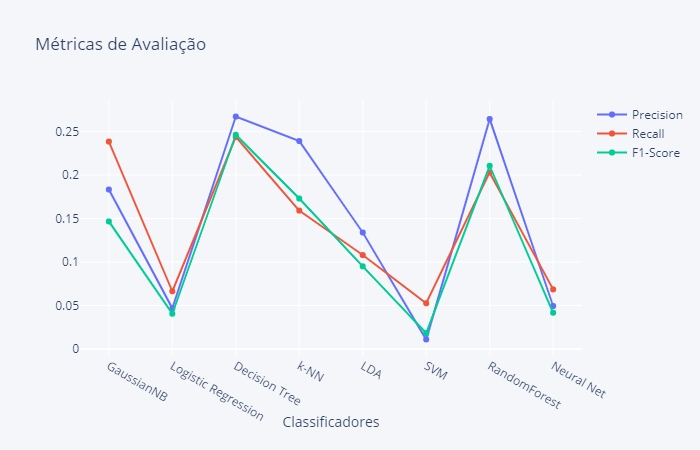 Métricas de Avaliação
Precision
Recall
F1-Score
0.25
0.2
0.15
0.1
0.05
0
GaussianNB
Logistic Regression
Decision Tree
k-NN
LDA
SVM
RandomForest
Neural Net
Classificadores